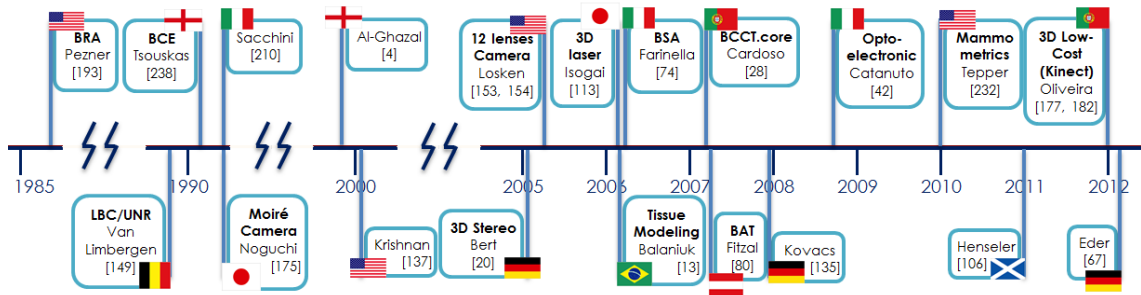 BRA
Pezner
[193]
BCE
Tsouskas
[238]
Sacchini
[210]
Al-Ghazal
[4]
12 lenses
Camera
Losken
[153, 154]
3D
laser
Isogai
[113]
BSA
Farinella
[74]
BCCT.core
Cardoso
[28]
Opto-
electronic
Catanuto
[42]
Mammo
metrics
Tepper
[232]
3D Low-
Cost
(Kinect)
Oliveira
[177, 182]
1985
1990
2000
2005
2006
2007
2008
2009
2010
2011
2012
LBC/UNR
Van
Limbergen
[149]
Moiré
Camera
Noguchi
[175]
Krishnan
[137]
3D Stereo
Bert
[20]
Tissue
Modeling
Balaniuk
[13]
BAT
Fitzal
[80]
Kovacs
[135]
Henseler
[106]
Eder
[67]